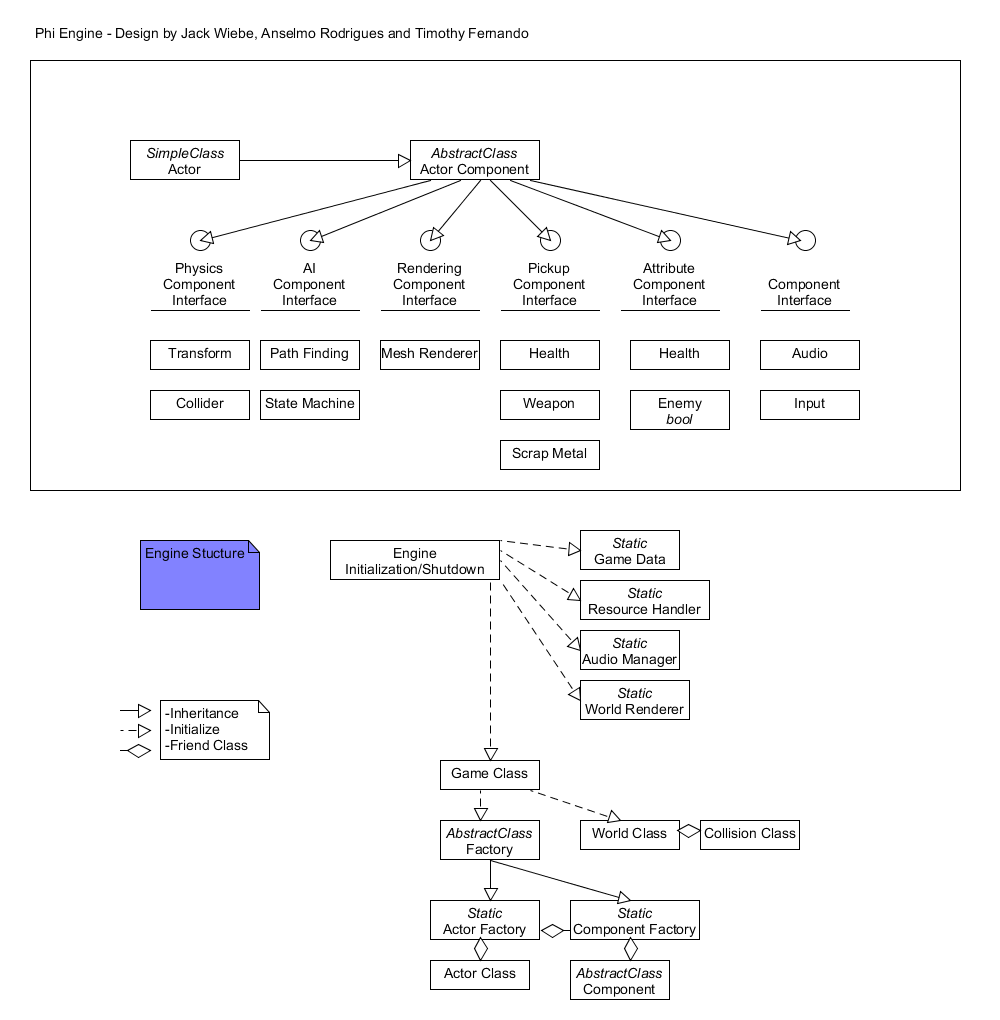 Phi Engine - Design by Jack Wiebe, Anselmo Rodrigues and Timothy Fernando
SimpleClass
Actor
AbstractClass
Actor Component
Physics
Component
Interface
AI
Component
Interface
Rendering
Component
Interface
Pickup
Component
Interface
Attribute
Component
Interface
Component
Interface
Transform
Path Finding
Mesh Renderer
Health
Health
Audio
Collider
State Machine
Weapon
Enemy
bool
Input
Scrap Metal
Engine Stucture
Engine
Initialization/Shutdown
Static
Game Data
Static
Resource Handler
Static
Audio Manager
Static
World Renderer
-Inheritance
-Initialize
-Friend Class
Game Class
AbstractClass
Factory
World Class
Collision Class
Static
Actor Factory
Static
Component Factory
Actor Class
AbstractClass
Component